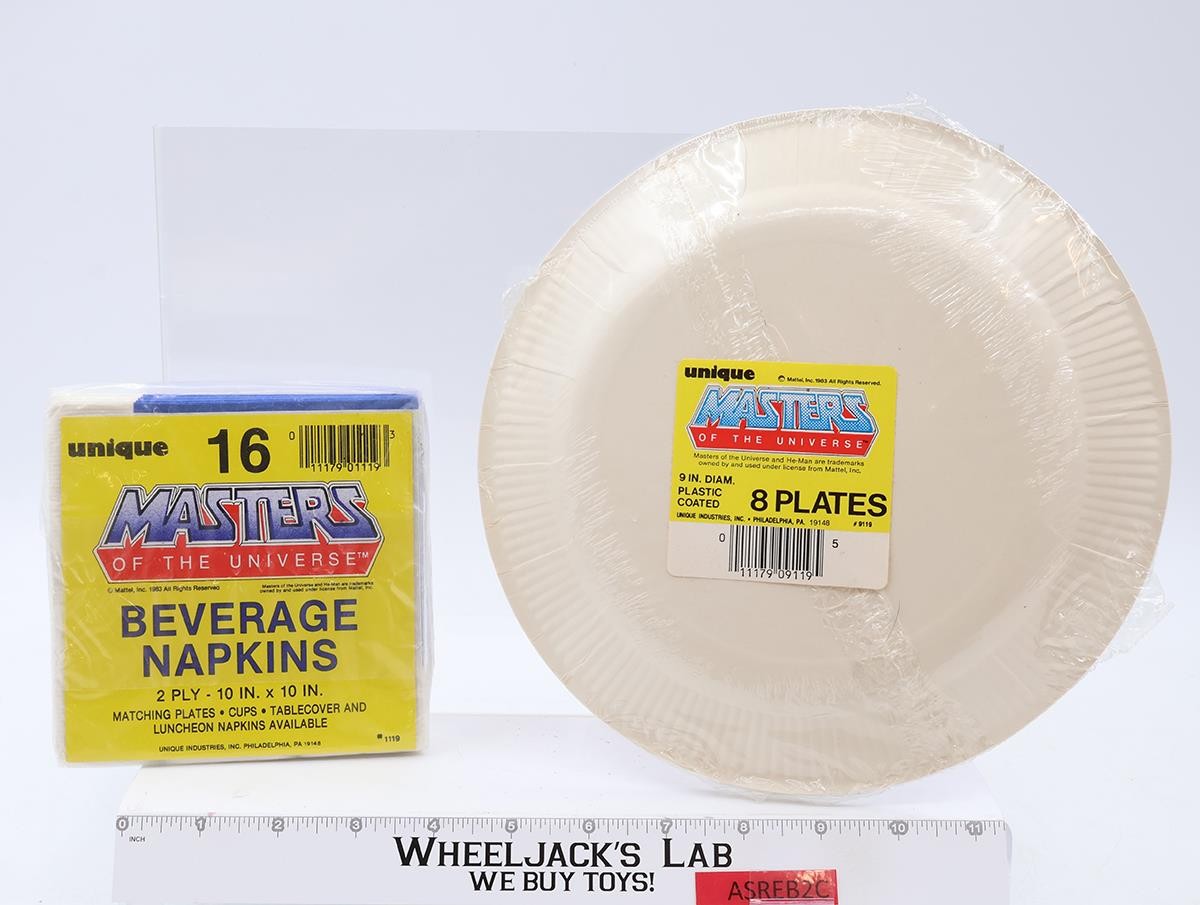 unique 16
0 3
11179 01119
MASTERS
OF THE UNIVERSE™
© Mattel, Inc. 1983 All Rights Reserved
Masters of the Universe and He-Man are trademarks
owned by and used under license from Mattel, Inc.
BEVERAGE
NAPKINS
2 PLY - 10 IN. x 10 IN.
MATCHING PLATES • CUPS • TABLECOVER AND
LUNCHEON NAPKINS AVAILABLE
UNIQUE INDUSTRIES, INC. PHILADELPHIA, PA 19148
#1119
unique
© Mattel, Inc. 1983 All Rights Reserved.
MASTERS
OF THE UNIVERSE™
Masters of the Universe and He-Man are trademarks
owned by and used under license from Mattel, Inc.
9 IN. DIAM.
PLASTIC
COATED
8 PLATES
UNIQUE INDUSTRIES, INC. • PHILADELPHIA, PA. 19148 #9119
0 5
11179 09119
0 1 2 3 4 5 6 7 8 9 10 11
INCH
WHEELJACK'S LAB
WE BUY TOYS!
ASREB2C